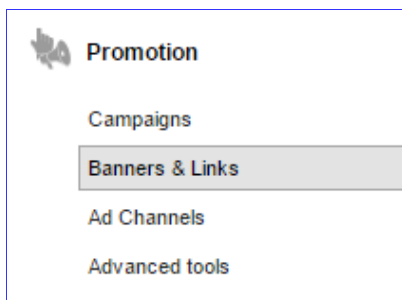 Promotion
Campaigns
Banners & Links
Ad Channels
Advanced tools